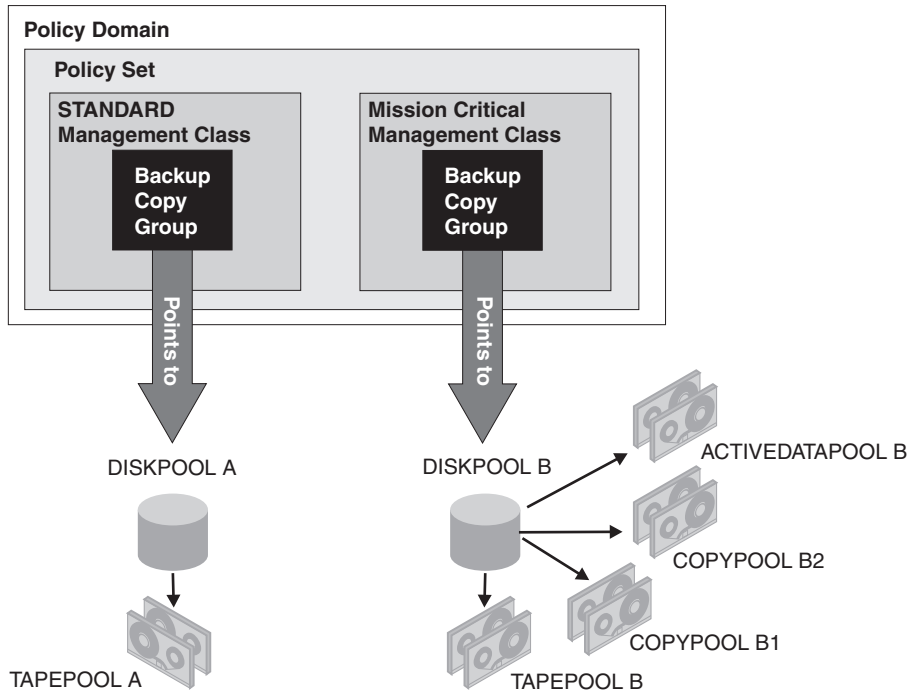 Policy Domain
Policy Set
STANDARD
Management Class
Backup
Copy
Group
Points to
Mission Critical
Management Class
Backup
Copy
Group
Points to
DISKPOOL A
DISKPOOL B
ACTIVEDATAPOOL B
COPYPOOL B2
COPYPOOL B1
TAPEPOOL A
TAPEPOOL B